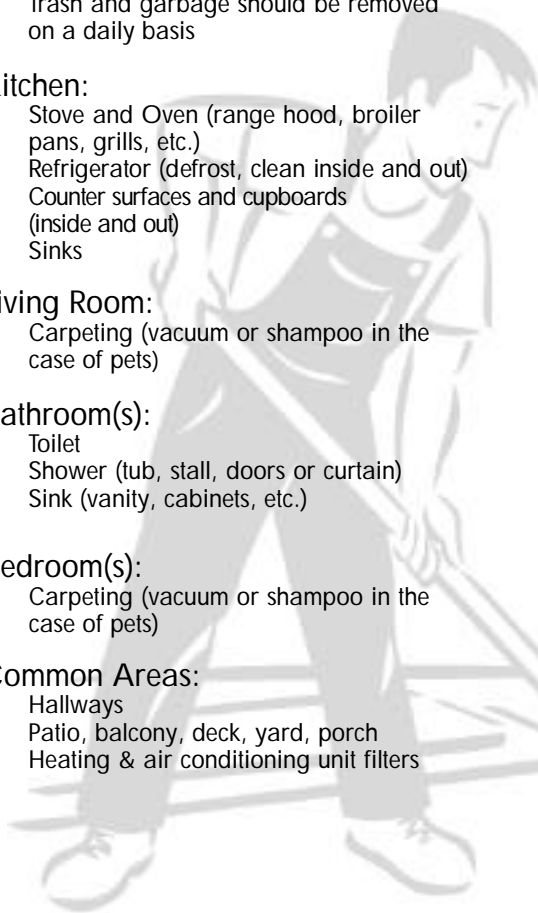 Trash and garbage should be removed
on a daily basis
itchen:
Stove and Oven (range hood, broiler
pans, grills, etc.)
Refrigerator (defrost, clean inside and out)
Counter surfaces and cupboards
(inside and out)
Sinks
iving Room:
Carpeting (vacuum or shampoo in the
case of pets)
athroom(s):
Toilet
Shower (tub, stall, doors or curtain)
Sink (vanity, cabinets, etc.)
edroom(s):
Carpeting (vacuum or shampoo in the
case of pets)
Common Areas:
Hallways
Patio, balcony, deck, yard, porch
Heating & air conditioning unit filters